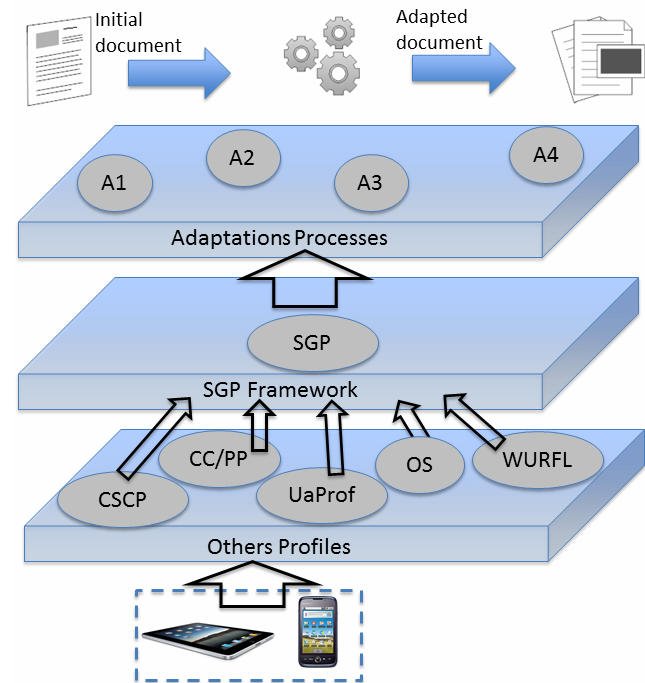 Initial
document
Adapted
document
A1
A2
A3
A4
Adaptations Processes
SGP
SGP Framework
CSCP
CC/PP
UaProf
OS
WURFL
Others Profiles